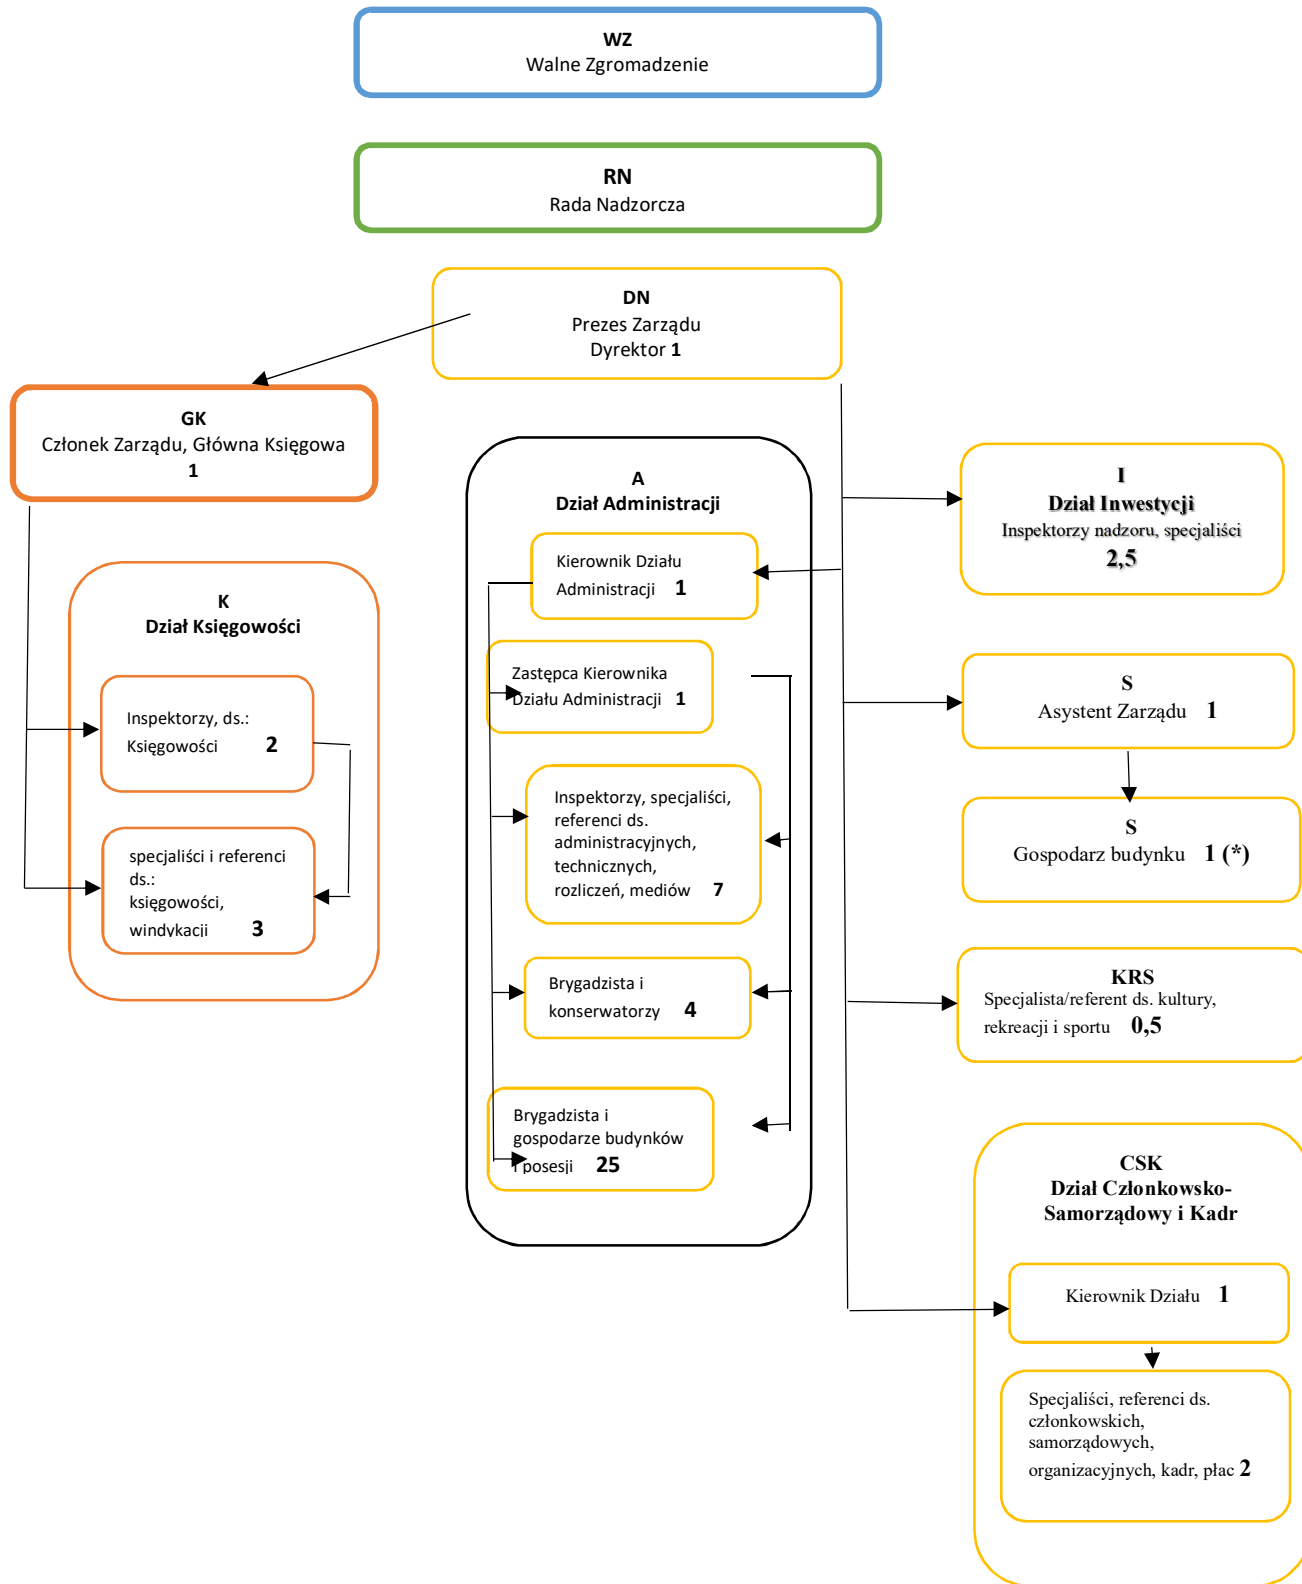 WZ
Walne Zgromadzenie
RN
Rada Nadzorcza
DN
Prezes Zarządu
Dyrektor 1
GK
Członek Zarządu, Główna Księgowa
1
K
Dział Księgowości
Inspektorzy, ds.:
Księgowości 2
specjaliści i referenci
ds.:
księgowości,
windykacji 3
A
Dział Administracji
Kierownik Działu
Administracji 1
Zastępca Kierownika
Działu Administracji 1
Inspektorzy, specjaliści,
referenci ds.
administracyjnych,
technicznych,
rozliczeń, mediów 7
Brygadzista i
konserwatorzy 4
Brygadzista i
gospodarze budynków
i posesji 25
I
Dział Inwestycji
Inspektorzy nadzoru, specjaliści
2,5
S
Asystent Zarządu 1
S
Gospodarz budynku 1 (*)
KRS
Specjalista/referent ds. kultury,
rekreacji i sportu 0,5
CSK
Dział Członkowsko-
Samorządowy i Kadr
Kierownik Działu 1
Specjaliści, referenci ds.
członkowskich,
samorządowych,
organizacyjnych, kadr, płac 2